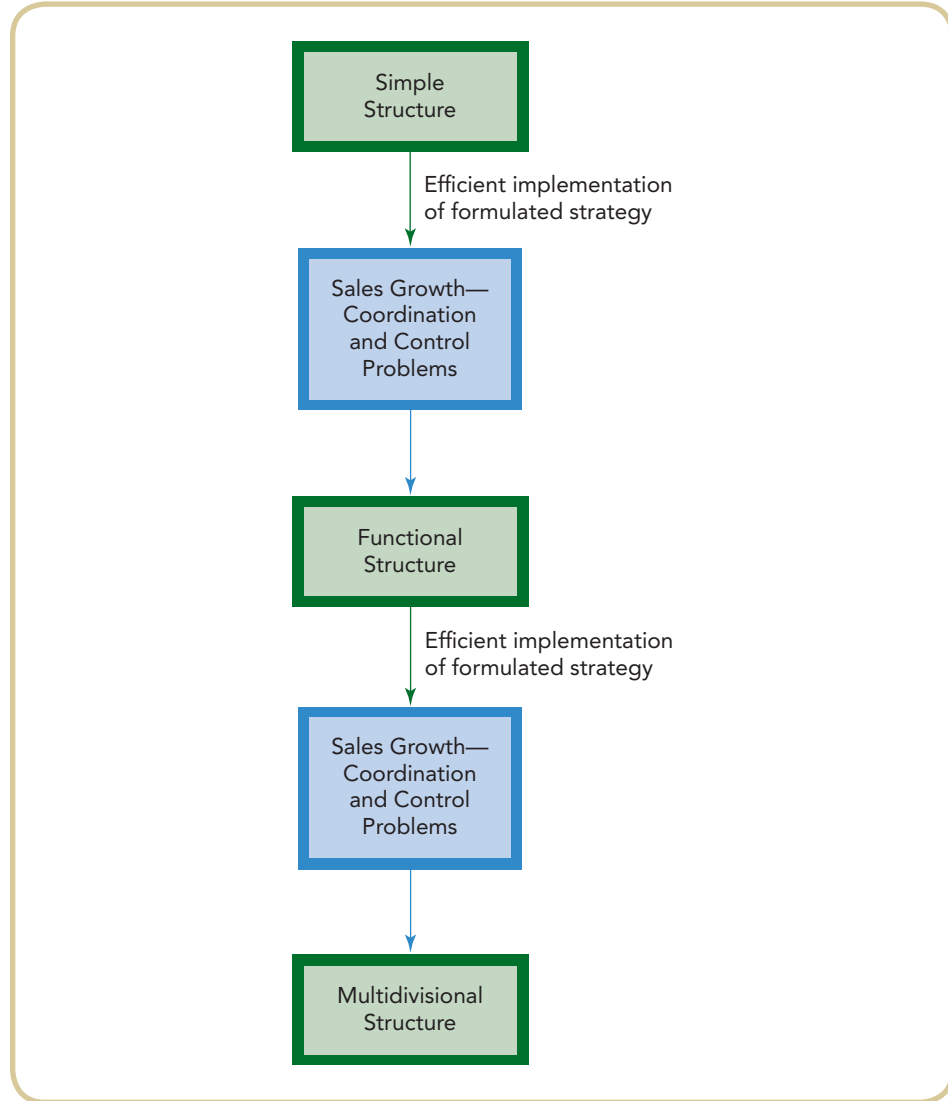 Simple
Structure
Efficient implementation
of formulated strategy
Sales Growth—
Coordination
and Control
Problems
Functional
Structure
Efficient implementation
of formulated strategy
Sales Growth—
Coordination
and Control
Problems
Multidivisional
Structure